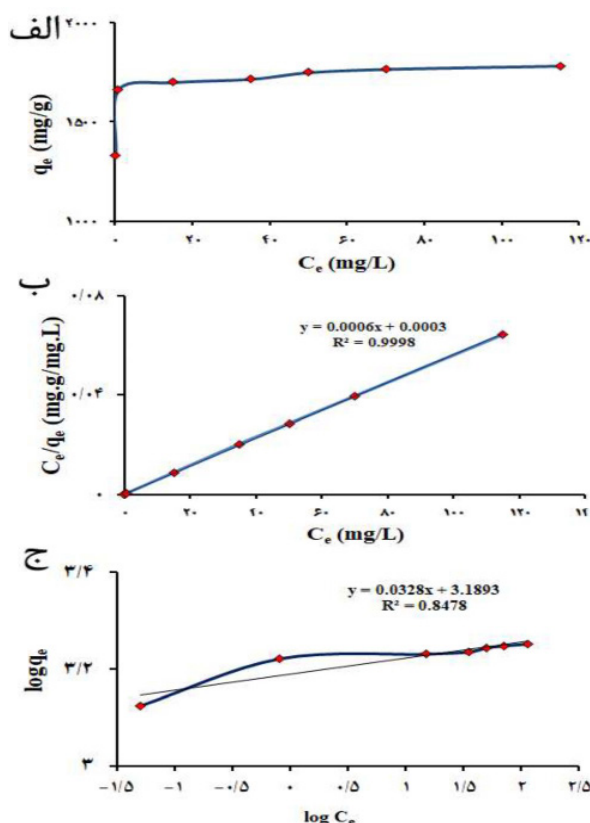 الف
۲۰۰۰
۱۵۰۰
۱۰۰۰
qe (mg/g)
۰ ۲۰ ۴۰ ۶۰ ۸۰ ۱۰۰ ۱۲۰
Ce (mg/L)
ب
۰/۰۸
۰/۰۴
۰
Ce/qe (mg.g/mg.L)
y = 0.0006x + 0.0003
R² = 0.9998
۰ ۲۰ ۴۰ ۶۰ ۸۰ ۱۰۰ ۱۲۰ ۱۴۰
Ce (mg/L)
ج
۳/۴
۳/۲
۳
logqe
y = 0.0328x + 3.1893
R² = 0.8478
−۱/۵ −۱ −۰/۵ ۰ ۰/۵ ۱ ۱/۵ ۲ ۲/۵
log Ce